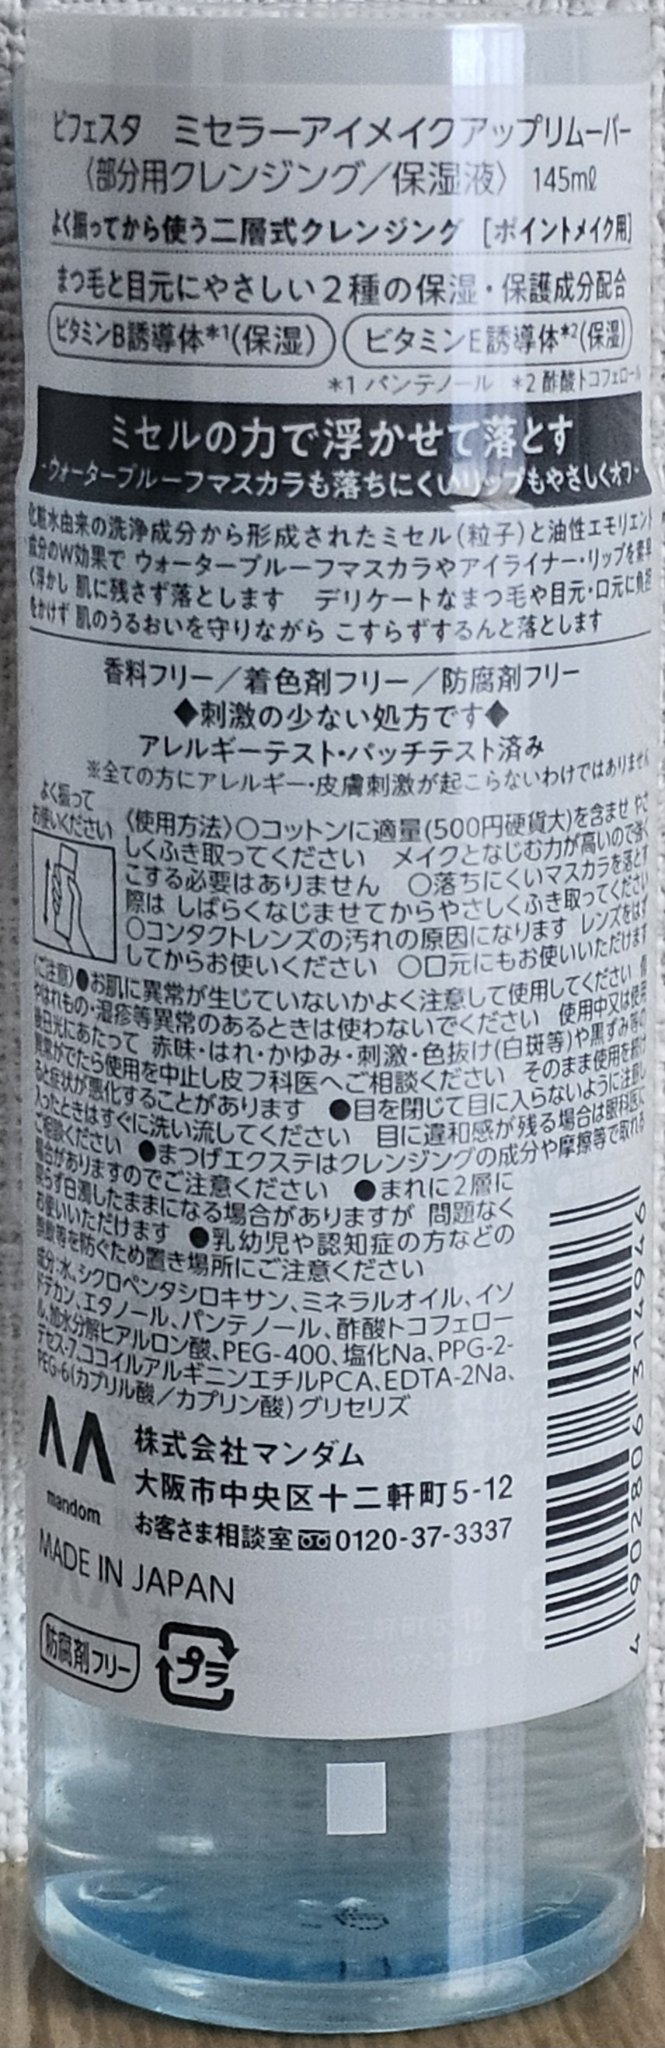 ビフェスタ ミセラーアイメイクアップリムーバー
〈部分用クレンジング／保湿液〉 145mℓ
よく振ってから使う二層式クレンジング [ポイントメイク用]
まつ毛と目元にやさしい2種の保湿・保護成分配合
ビタミンB誘導体*1(保湿) ビタミンE誘導体*2(保湿)
*1 パンテノール *2 酢酸トコフェロール
ミセルの力で浮かせて落とす
-ウォータープルーフマスカラも落ちにくいリップもやさしくオフ-
化粧水由来の洗浄成分から形成されたミセル(粒子)と油性エモリエント
成分のW効果で ウォータープルーフマスカラやアイライナー・リップを素早
く浮かし 肌に残さず落とします デリケートなまつ毛や目元・口元に負担
をかけず 肌のうるおいを守りながら こすらずするんと落とします
香料フリー／着色剤フリー／防腐剤フリー
◆刺激の少ない処方です◆
アレルギーテスト・パッチテスト済み
※全ての方にアレルギー・皮膚刺激が起こらないわけではありません
よく振って
お使いください
《使用方法》○コットンに適量(500円硬貨大)を含ませ やさ
しくふき取ってください メイクとなじむ力が高いので強く
こする必要はありません ○落ちにくいマスカラを落とす
際は しばらくなじませてからやさしくふき取ってください
○コンタクトレンズの汚れの原因になります レンズをはず
してからお使いください ○口元にもお使いいただけます
《ご注意》●お肌に異常が生じていないかよく注意して使用してください 傷
やはれもの・湿疹等異常のあるときは使わないでください 使用中又は使用
後日光にあたって 赤味・はれ・かゆみ・刺激・色抜け(白斑等)や黒ずみ等の
異常がでたら使用を中止し皮フ科医へご相談ください そのまま使用を続け
ると症状が悪化することがあります ●目を閉じて目に入らないように注意し
入ったときはすぐに洗い流してください 目に違和感が残る場合は眼科医に
ご相談ください ●まつげエクステはクレンジングの成分や摩擦等で取れる
場合がありますのでご注意ください ●まれに2層に
戻らず白濁したままになる場合がありますが 問題なく
お使いいただけます ●乳幼児や認知症の方などの
誤飲等を防ぐため置き場所にご注意ください
成分:水、シクロペンタシロキサン、ミネラルオイル、イソ
ドデカン、エタノール、パンテノール、酢酸トコフェロー
ル、加水分解ヒアルロン酸、PEG-400、塩化Na、PPG-2-
デセス-7、ココイルアルギニンエチルPCA、EDTA-2Na、
PEG-6(カプリル酸／カプリン酸)グリセリズ
mandom
株式会社マンダム
大阪市中央区十二軒町5-12
お客さま相談室 0120-37-3337
MADE IN JAPAN
防腐剤フリー
プラ
4 902806 314946